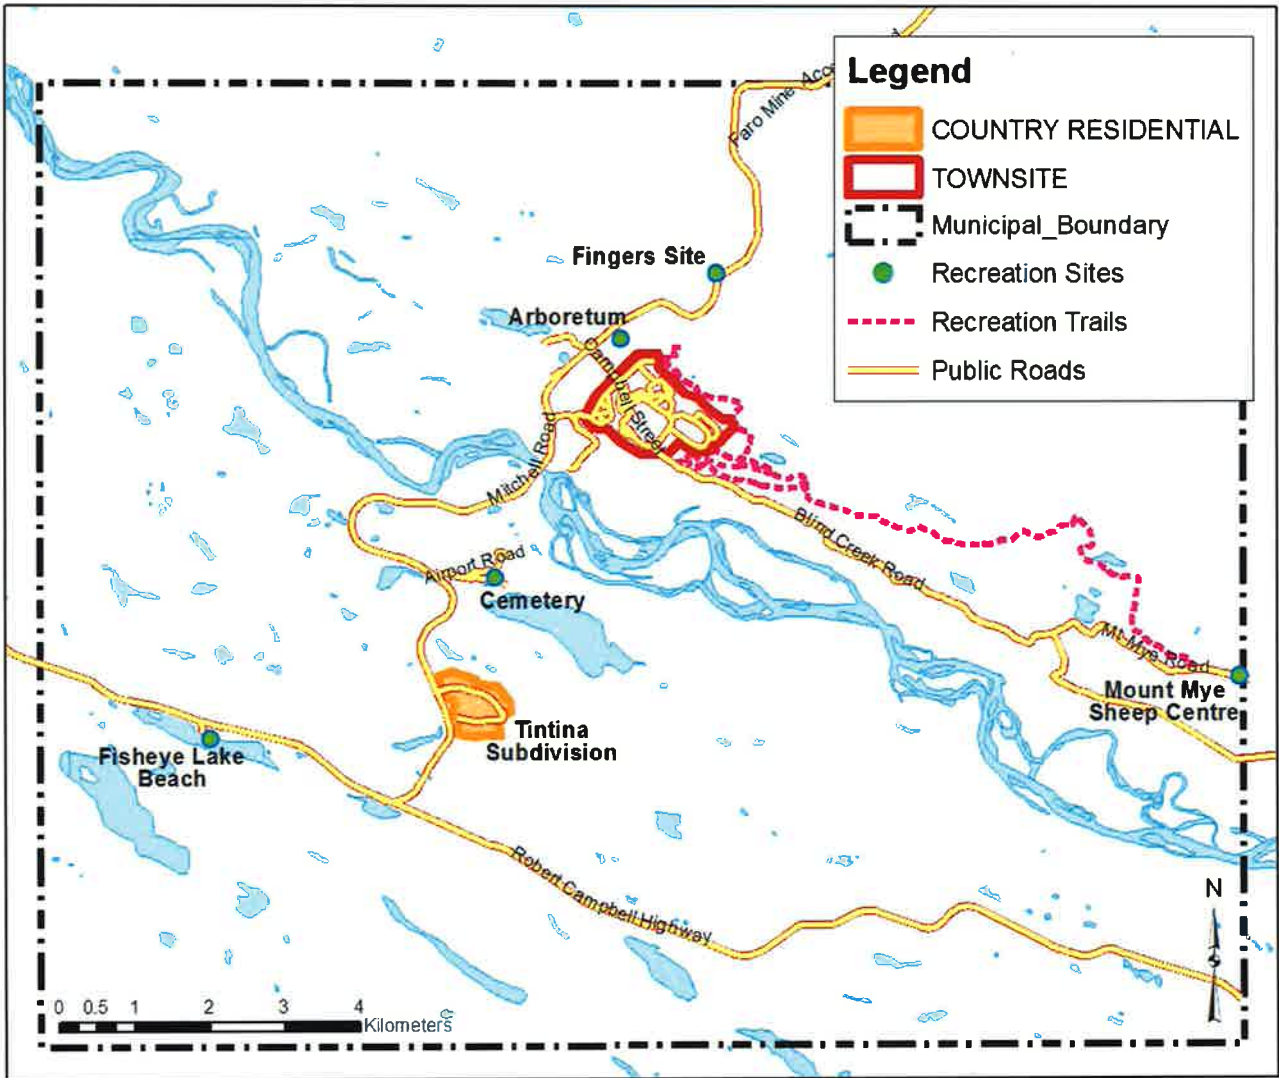 Legend
COUNTRY RESIDENTIAL
TOWNSITE
Municipal_Boundary
Recreation Sites
Recreation Trails
Public Roads
Faro Mine Acc
Fingers Site
Arboretum
Campbell Street
Mitchell Road
Blind Creek Road
Airport Road
Cemetery
Mt Mye Road
Mount Mye
Sheep Centre
Tintina
Subdivision
Fisheye Lake
Beach
Robert Campbell Highway
N
0 0.5 1 2 3 4
Kilometers